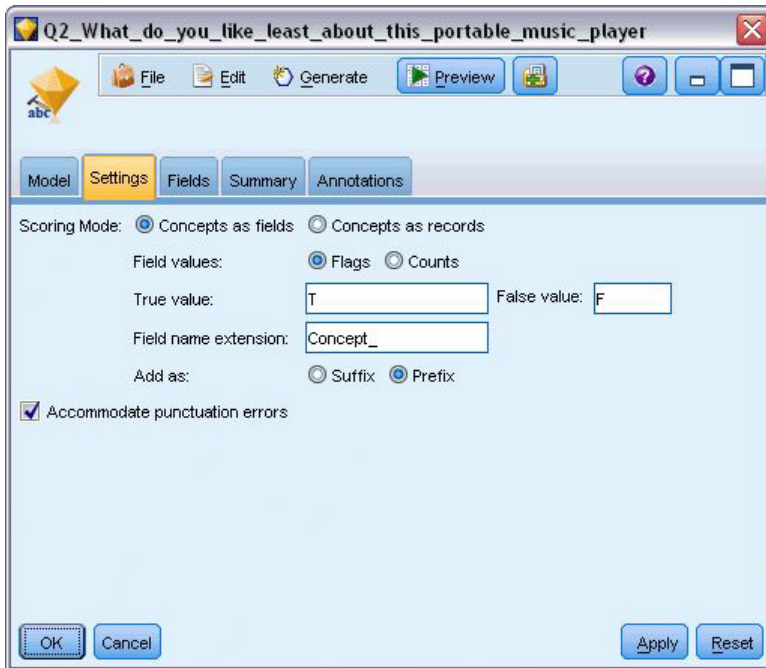 Q2_What_do_you_like_least_about_this_portable_music_player
File Edit Generate Preview
abc
Model Settings Fields Summary Annotations
Scoring Mode: Concepts as fields Concepts as records
Field values: Flags Counts
True value: T False value: F
Field name extension: Concept_
Add as: Suffix Prefix
Accommodate punctuation errors
OK Cancel Apply Reset